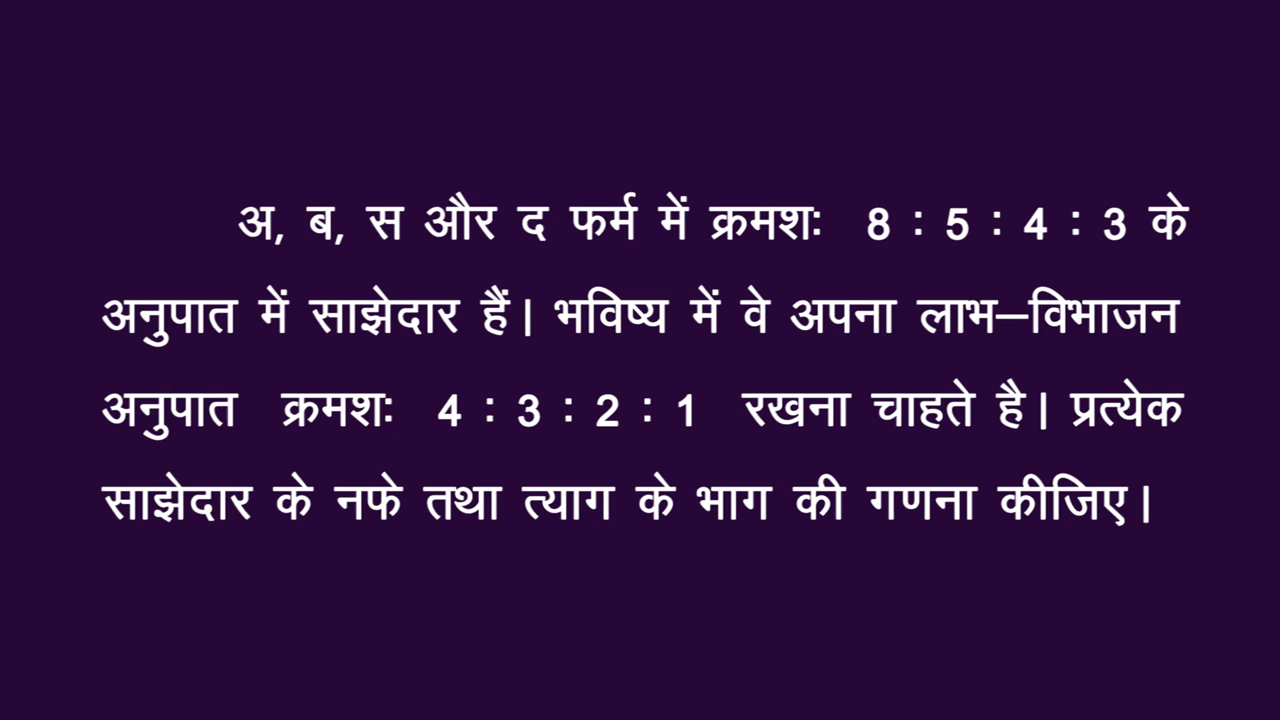 अ, ब, स और द फर्म में क्रमशः 8 : 5 : 4 : 3 के
अनुपात में साझेदार हैं। भविष्य में वे अपना लाभ–विभाजन
अनुपात क्रमशः 4 : 3 : 2 : 1 रखना चाहते है। प्रत्येक
साझेदार के नफे तथा त्याग के भाग की गणना कीजिए।